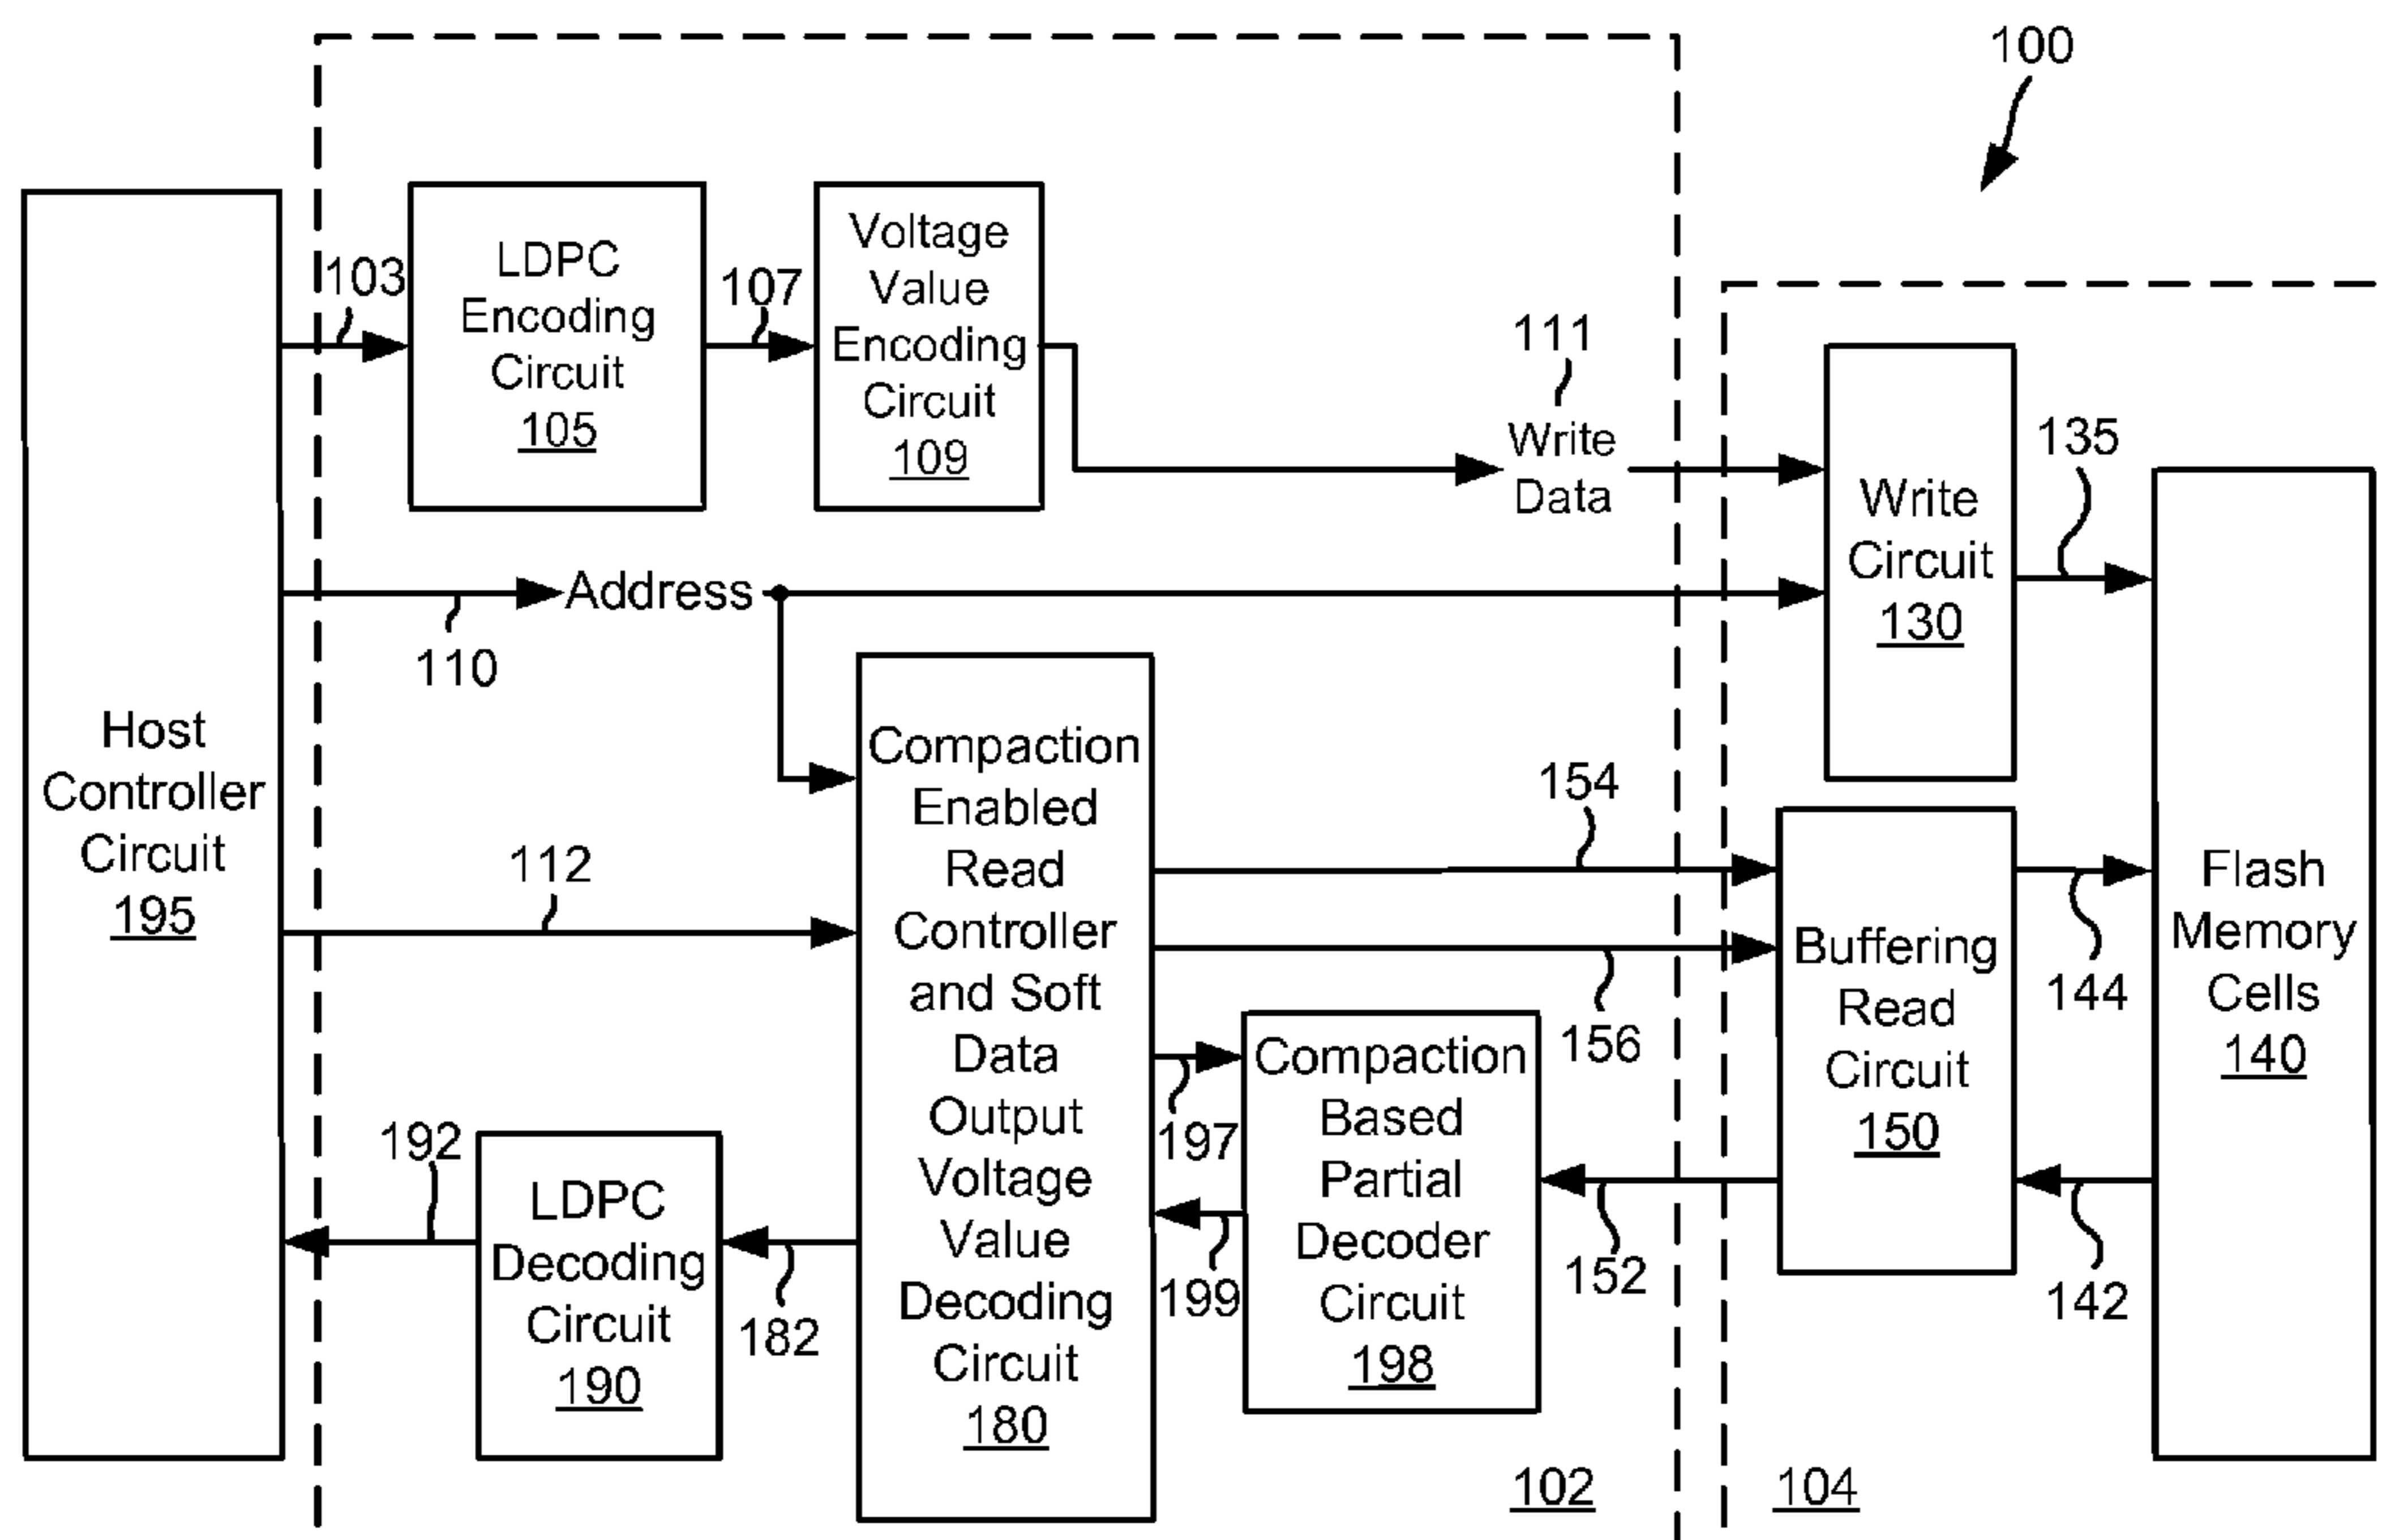 100
103
LDPC
Encoding
Circuit
105
107
Voltage
Value
Encoding
Circuit
109
111
Write
Data
Write
Circuit
130
135
Address
110
Host
Controller
Circuit
195
112
Compaction
Enabled
Read
Controller
and Soft
Data
Output
Voltage
Value
Decoding
Circuit
180
154
156
Buffering
Read
Circuit
150
144
142
Flash
Memory
Cells
140
197
199
Compaction
Based
Partial
Decoder
Circuit
198
152
192
LDPC
Decoding
Circuit
190
182
102
104